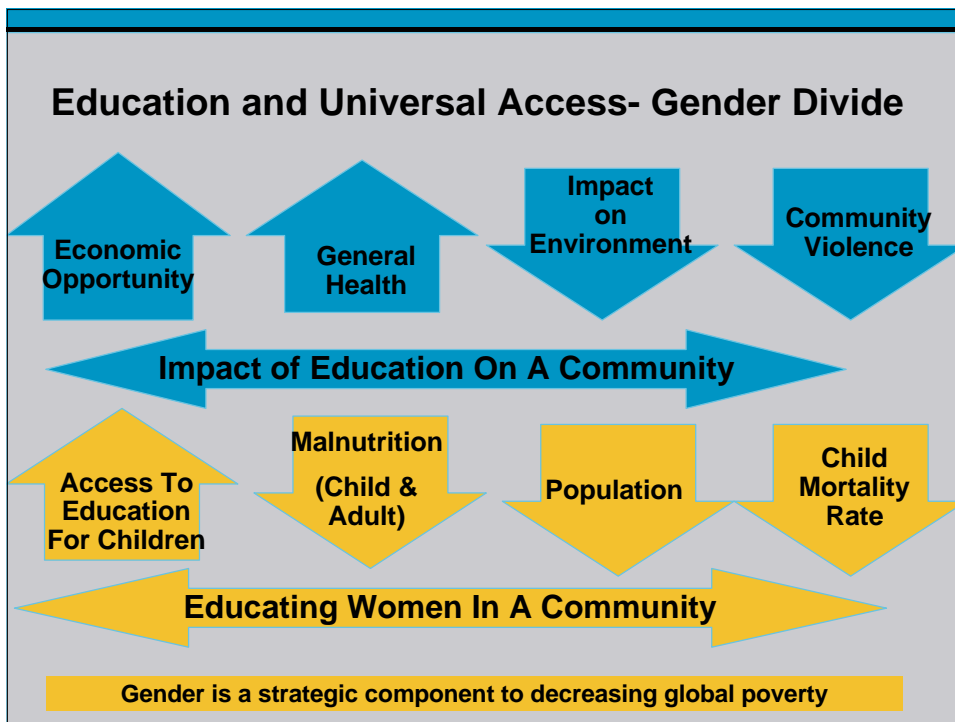 Education and Universal Access- Gender Divide
Economic
Opportunity
General
Health
Impact
on
Environment
Community
Violence
Impact of Education On A Community
Access To
Education
For Children
Malnutrition
(Child &
Adult)
Population
Child
Mortality
Rate
Educating Women In A Community
Gender is a strategic component to decreasing global poverty